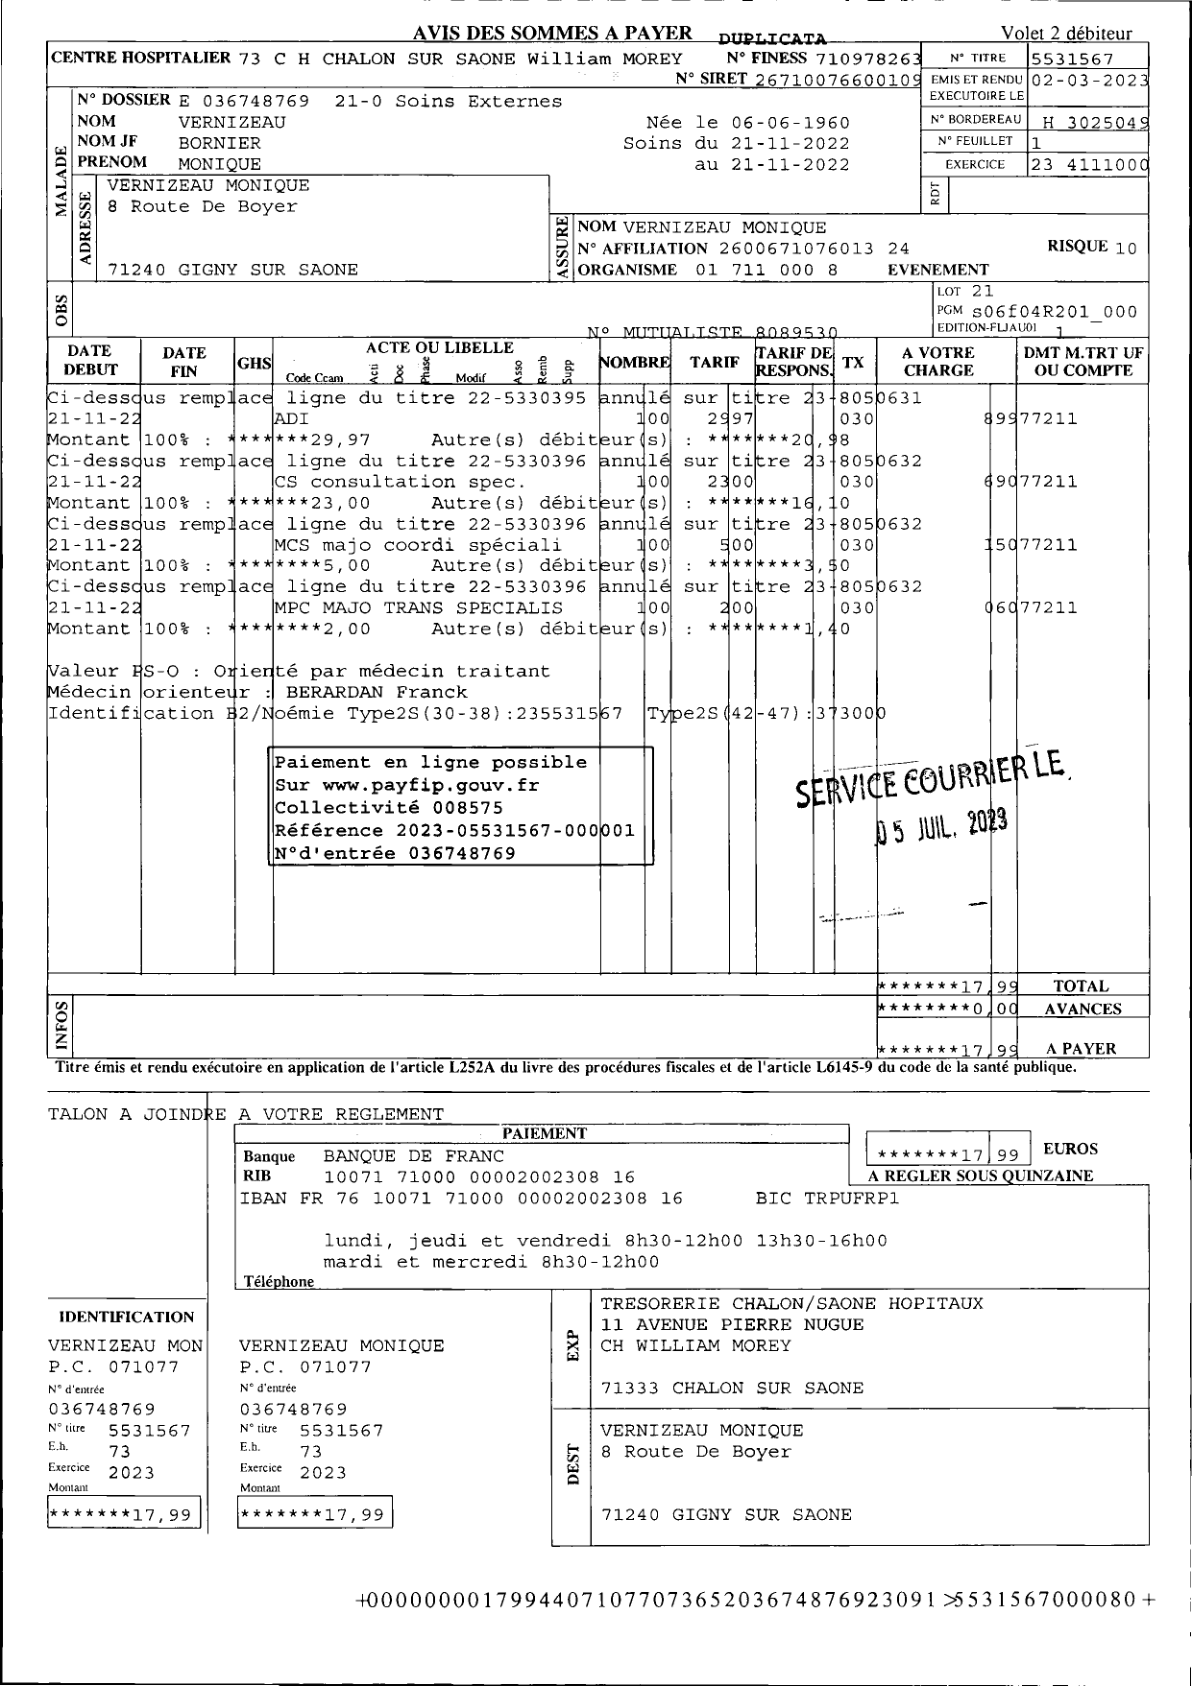 AVIS DES SOMMES A PAYER DUPLICATA Volet 2 débiteur
CENTRE HOSPITALIER 73 C H CHALON SUR SAONE William MOREY N° FINESS 710978263 N° TITRE 5531567
N° SIRET 26710076600109 EMIS ET RENDU EXECUTOIRE LE 02-03-2023
MALADE
N° DOSSIER E 036748769 21-0 Soins Externes
NOM VERNIZEAU Née le 06-06-1960 N° BORDEREAU H 3025049
NOM JF BORNIER Soins du 21-11-2022 N° FEUILLET 1
PRENOM MONIQUE au 21-11-2022 EXERCICE 23 4111000
ADRESSE
VERNIZEAU MONIQUE RDT
8 Route De Boyer
71240 GIGNY SUR SAONE
ASSURE
NOM VERNIZEAU MONIQUE
N° AFFILIATION 2600671076013 24 RISQUE 10
ORGANISME 01 711 000 8 EVENEMENT
OBS
LOT 21
PGM s06f04R201_000
N° MUTUALISTE 8089530 EDITION-FLJAU01 1
DATE DEBUT DATE FIN GHS ACTE OU LIBELLE Code Ccam Acti Doc Phase Modif Asso Remb Supp NOMBRE TARIF TARIF DE RESPONS. TX A VOTRE CHARGE DMT M.TRT UF OU COMPTE
Ci-dessous remplace ligne du titre 22-5330395 annulé sur titre 23-8050631
21-11-22 ADI 100 2997 030 899 77211
Montant 100% : *******29,97 Autre(s) débiteur(s) : *******20,98
Ci-dessous remplace ligne du titre 22-5330396 annulé sur titre 23-8050632
21-11-22 CS consultation spec. 100 2300 030 690 77211
Montant 100% : *******23,00 Autre(s) débiteur(s) : *******16,10
Ci-dessous remplace ligne du titre 22-5330396 annulé sur titre 23-8050632
21-11-22 MCS majo coordi spéciali 100 500 030 150 77211
Montant 100% : ********5,00 Autre(s) débiteur(s) : ********3,50
Ci-dessous remplace ligne du titre 22-5330396 annulé sur titre 23-8050632
21-11-22 MPC MAJO TRANS SPECIALIS 100 200 030 060 77211
Montant 100% : ********2,00 Autre(s) débiteur(s) : ********1,40
Valeur PS-O : Orienté par médecin traitant
Médecin orienteur : BERARDAN Franck
Identification B2/Noémie Type2S(30-38):235531567 Type2S(42-47):373000
Paiement en ligne possible
Sur www.payfip.gouv.fr
Collectivité 008575
Référence 2023-05531567-000001
N°d'entrée 036748769
SERVICE COURRIER LE
05 JUIL. 2023
*******17,99 TOTAL
INFOS
********0,00 AVANCES
*******17,99 A PAYER
Titre émis et rendu exécutoire en application de l'article L252A du livre des procédures fiscales et de l'article L6145-9 du code de la santé publique.
TALON A JOINDRE A VOTRE REGLEMENT
PAIEMENT
Banque BANQUE DE FRANC *******17,99 EUROS
RIB 10071 71000 00002002308 16 A REGLER SOUS QUINZAINE
IBAN FR 76 10071 71000 00002002308 16 BIC TRPUFRP1
lundi, jeudi et vendredi 8h30-12h00 13h30-16h00
mardi et mercredi 8h30-12h00
Téléphone
EXP
TRESORERIE CHALON/SAONE HOPITAUX
11 AVENUE PIERRE NUGUE
CH WILLIAM MOREY
71333 CHALON SUR SAONE
IDENTIFICATION
VERNIZEAU MON VERNIZEAU MONIQUE
P.C. 071077 P.C. 071077
N° d'entrée N° d'entrée
036748769 036748769
N° titre 5531567 N° titre 5531567
E.h. 73 E.h. 73
Exercice 2023 Exercice 2023
Montant Montant
*******17,99 *******17,99
DEST
VERNIZEAU MONIQUE
8 Route De Boyer
71240 GIGNY SUR SAONE
+000000001799440710770736520367487692 3091>5531567000080+